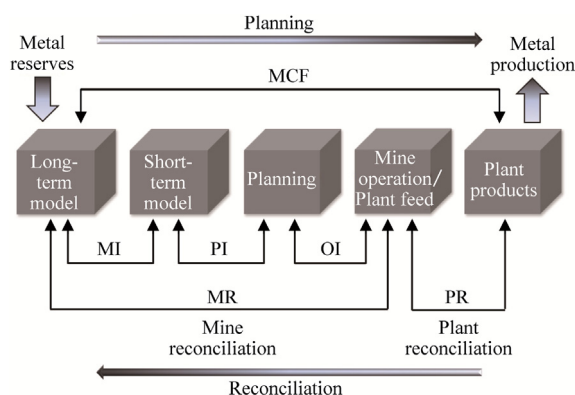 Planning
Metal
reserves
Metal
production
MCF
Long-
term
model
Short-
term
model
Planning
Mine
operation/
Plant feed
Plant
products
MI
PI
OI
MR
PR
Mine
reconciliation
Plant
reconciliation
Reconciliation